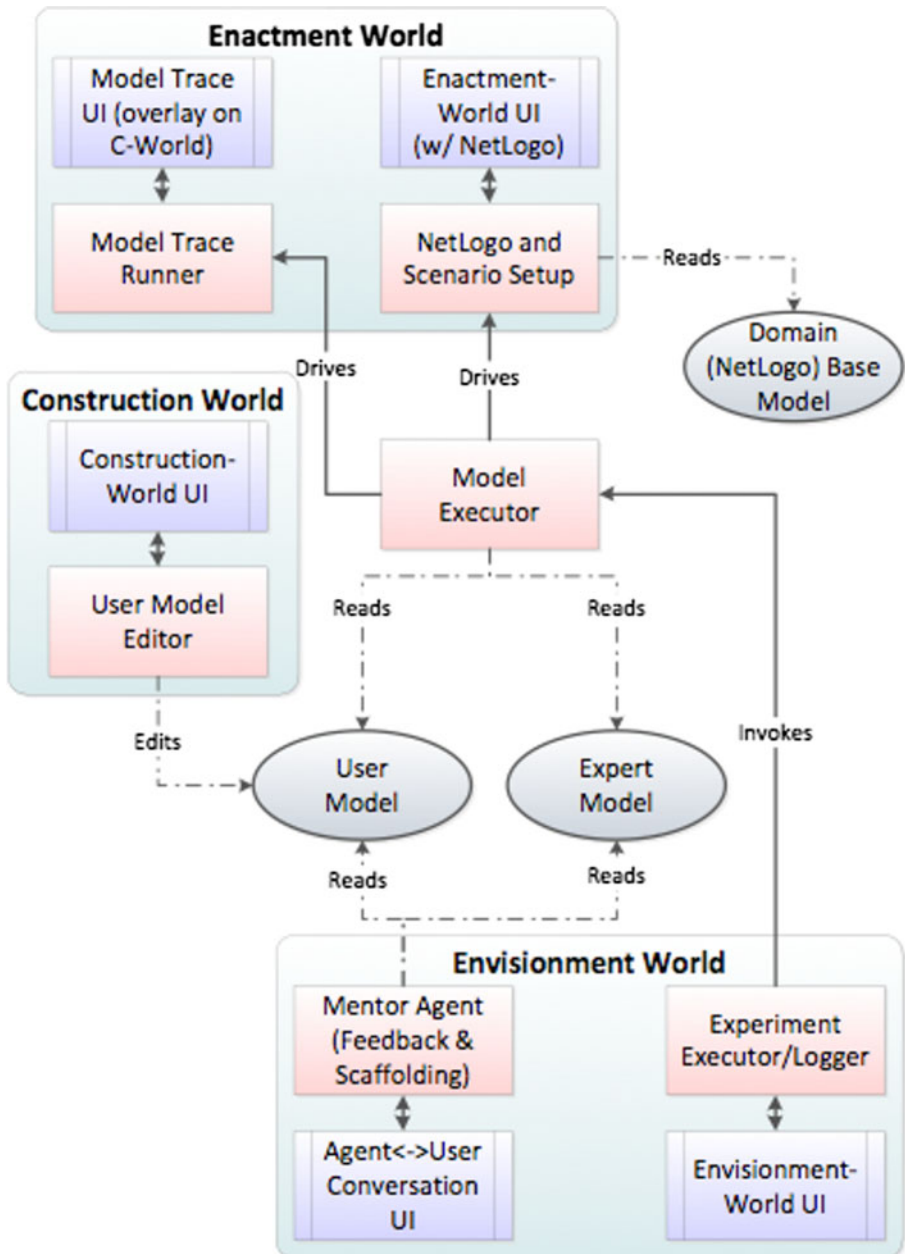 Enactment World
Model Trace
UI (overlay on
C-World)
Enactment-
World UI
(w/ NetLogo)
Model Trace
Runner
NetLogo and
Scenario Setup
Reads
Domain
(NetLogo) Base
Model
Drives
Drives
Construction World
Construction-
World UI
User Model
Editor
Model
Executor
Reads
Reads
Edits
Invokes
User
Model
Expert
Model
Reads
Reads
Envisionment World
Mentor Agent
(Feedback &
Scaffolding)
Experiment
Executor/Logger
Agent<->User
Conversation
UI
Envisionment-
World UI